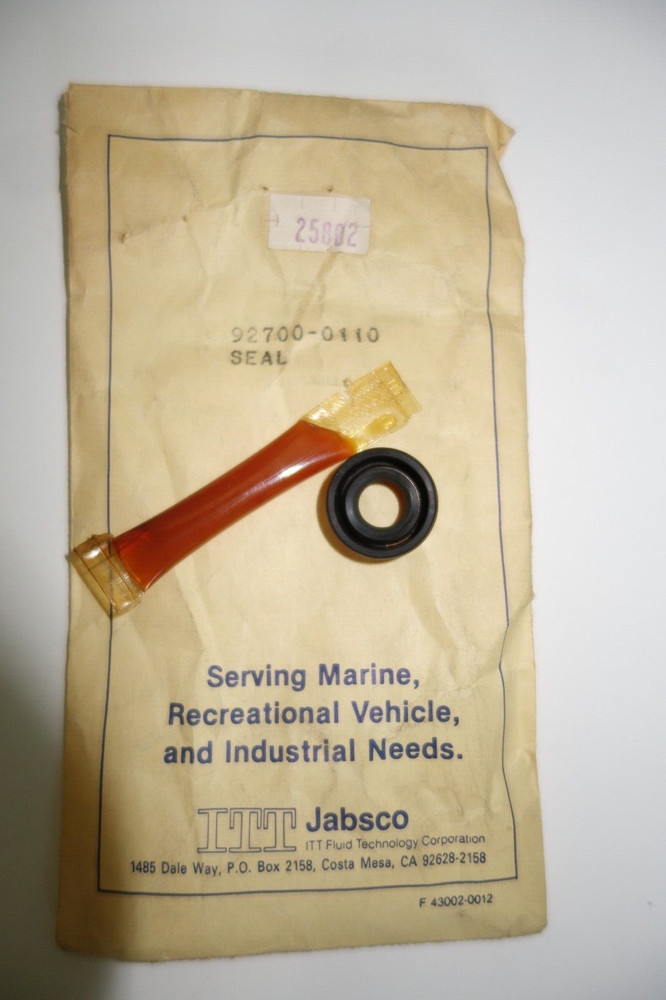 92700-0110
SEAL
Serving Marine,
Recreational Vehicle,
and Industrial Needs.
ITT Jabsco
ITT Fluid Technology Corporation
1485 Dale Way, P.O. Box 2158, Costa Mesa, CA 92628-2158
F 43002-0012